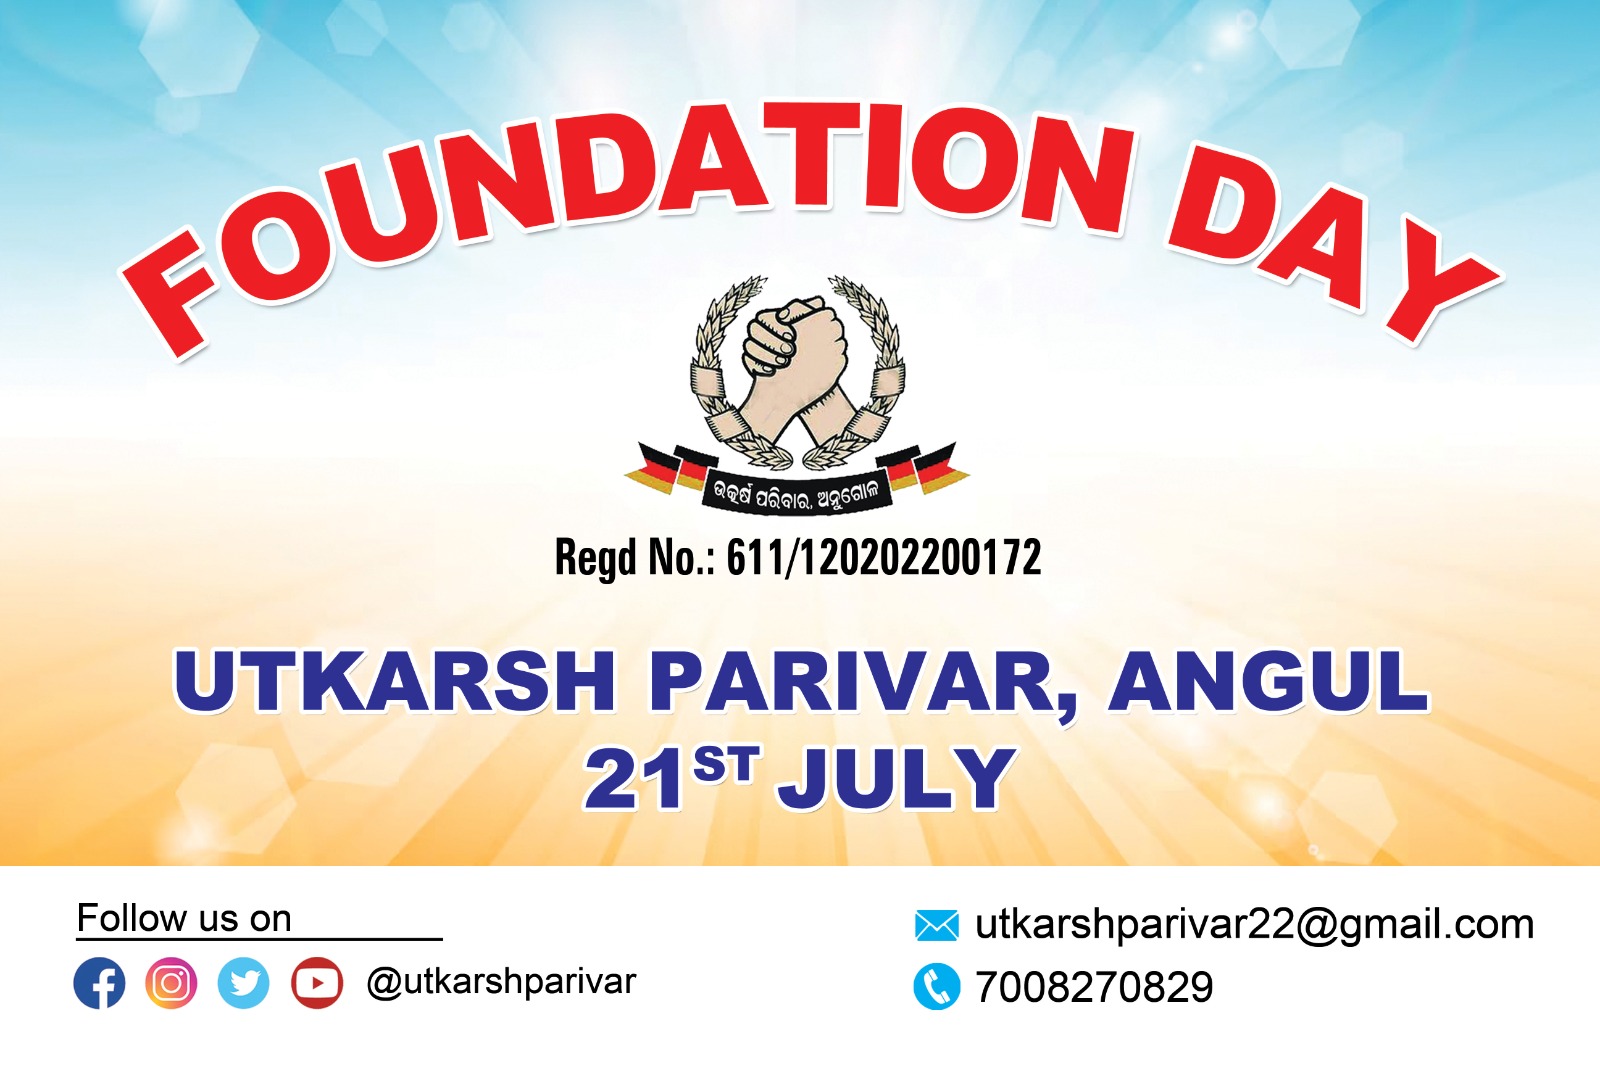 FOUNDATION DAY
ଉତ୍କର୍ଷ ପରିବାର, ଅନୁଗୋଳ
Regd No.: 611/120202200172
UTKARSH PARIVAR, ANGUL
21ST JULY
Follow us on
@utkarshparivar
utkarshparivar22@gmail.com
7008270829